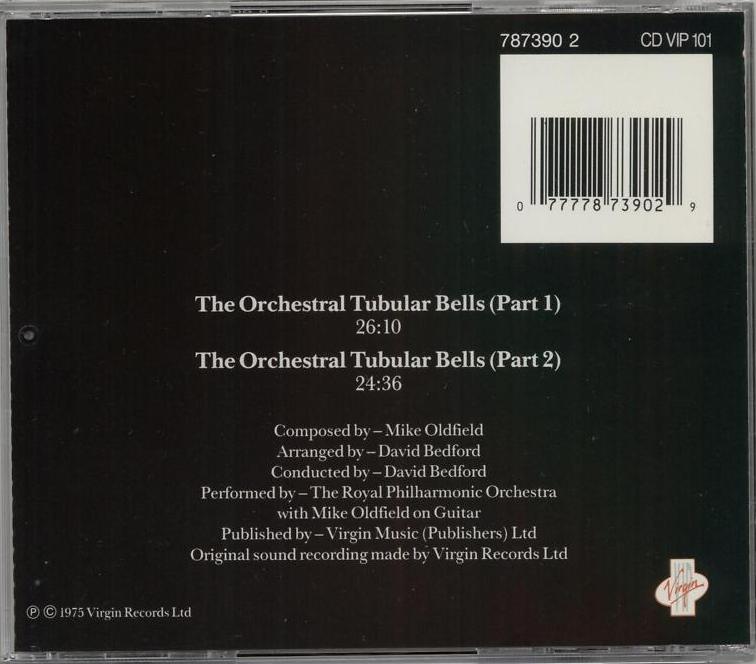 787390 2 CD VIP 101
0 77778 73902 9
The Orchestral Tubular Bells (Part 1)
26:10
The Orchestral Tubular Bells (Part 2)
24:36
Composed by – Mike Oldfield
Arranged by – David Bedford
Conducted by – David Bedford
Performed by – The Royal Philharmonic Orchestra
with Mike Oldfield on Guitar
Published by – Virgin Music (Publishers) Ltd
Original sound recording made by Virgin Records Ltd
℗ © 1975 Virgin Records Ltd
VIP
Virgin